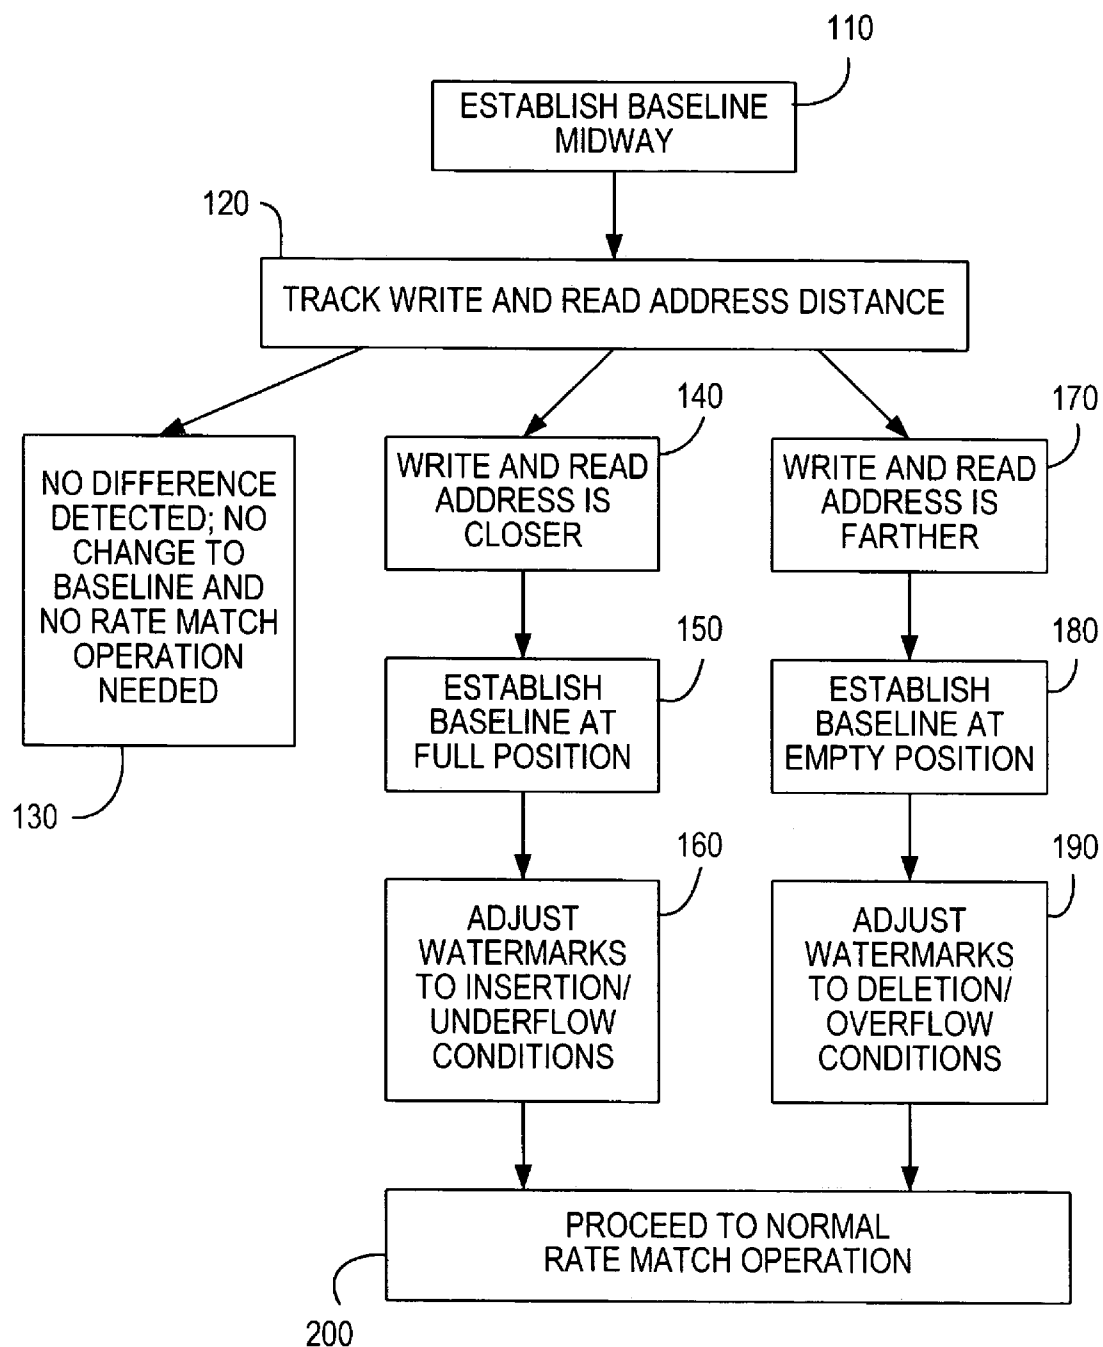 110
ESTABLISH BASELINE
MIDWAY
120
TRACK WRITE AND READ ADDRESS DISTANCE
130
NO DIFFERENCE
DETECTED; NO
CHANGE TO
BASELINE AND
NO RATE MATCH
OPERATION
NEEDED
140
WRITE AND READ
ADDRESS IS
CLOSER
150
ESTABLISH
BASELINE AT
FULL POSITION
160
ADJUST
WATERMARKS
TO INSERTION/
UNDERFLOW
CONDITIONS
170
WRITE AND READ
ADDRESS IS
FARTHER
180
ESTABLISH
BASELINE AT
EMPTY POSITION
190
ADJUST
WATERMARKS
TO DELETION/
OVERFLOW
CONDITIONS
PROCEED TO NORMAL
RATE MATCH OPERATION
200